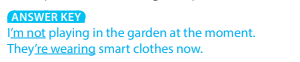 ANSWER KEY
I'm not playing in the garden at the moment.
They're wearing smart clothes now.